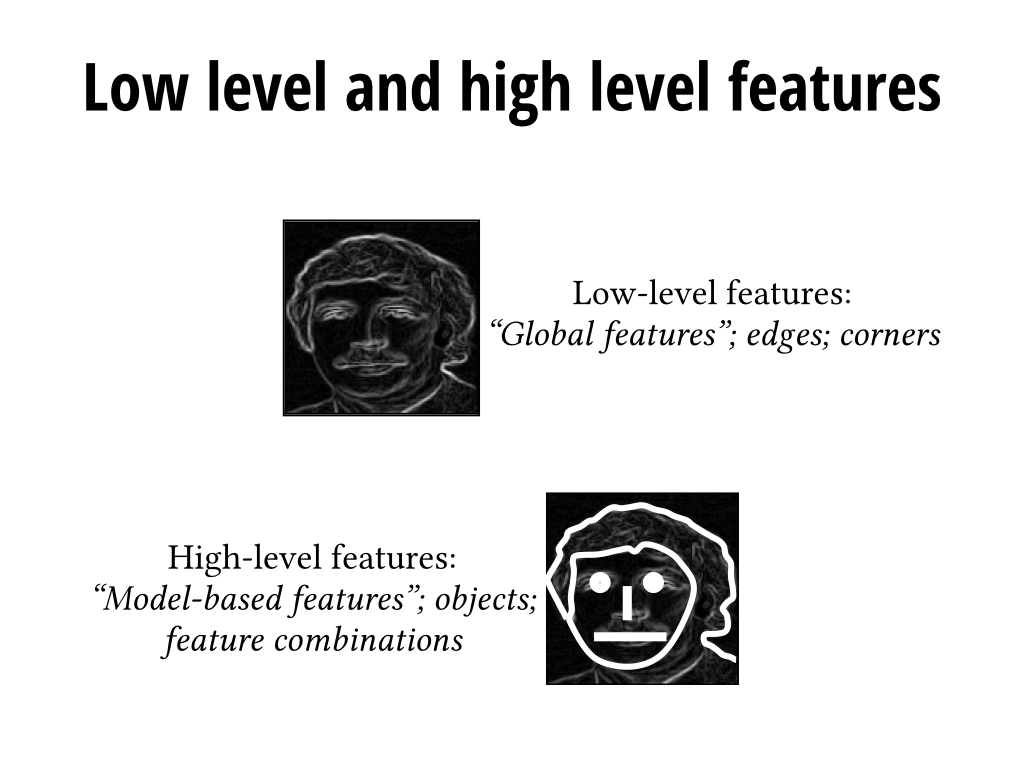 Low level and high level features
Low-level features:
“Global features”; edges; corners
High-level features:
“Model-based features”; objects;
feature combinations